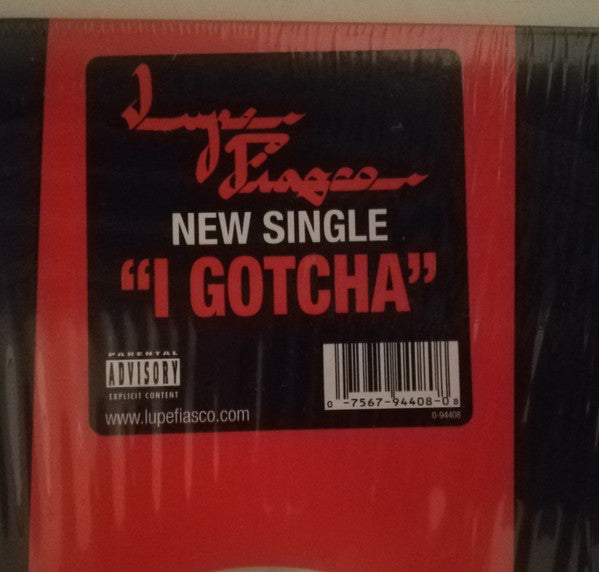 Lupe
Fiasco
NEW SINGLE
“I GOTCHA”
PARENTAL
ADVISORY
EXPLICIT CONTENT
www.lupefiasco.com
0 -7567-94408-0 8
0-94408